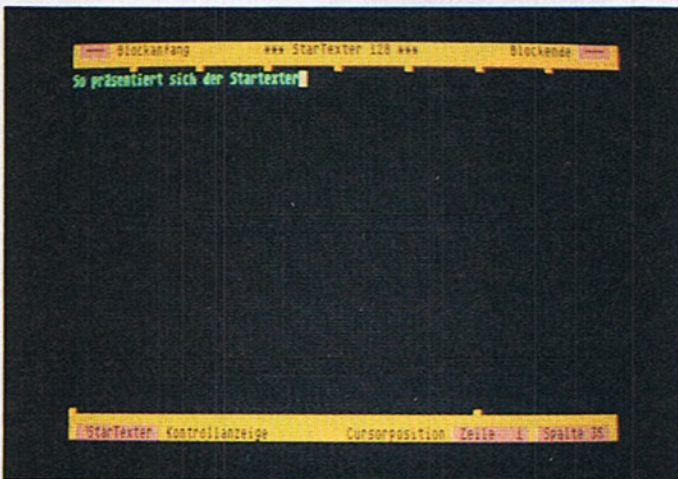 Blockanfang *** StarTexter 128 *** Blockende
So präsentiert sich der Startexter
StarTexter Kontrollanzeige Cursorposition Zeile 1 Spalte 35